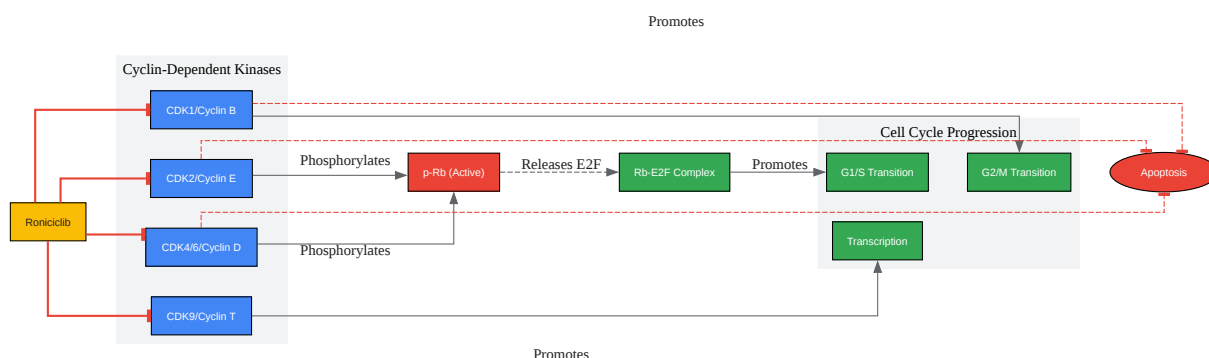 Promotes
Cyclin-Dependent Kinases
CDK1/Cyclin B
Cell Cycle Progression
Phosphorylates
Releases E2F
Promotes
CDK2/Cyclin E
p-Rb (Active)
Rb-E2F Complex
G1/S Transition
G2/M Transition
Apoptosis
Roniciclib
CDK4/6/Cyclin D
Phosphorylates
Transcription
CDK9/Cyclin T
Promotes